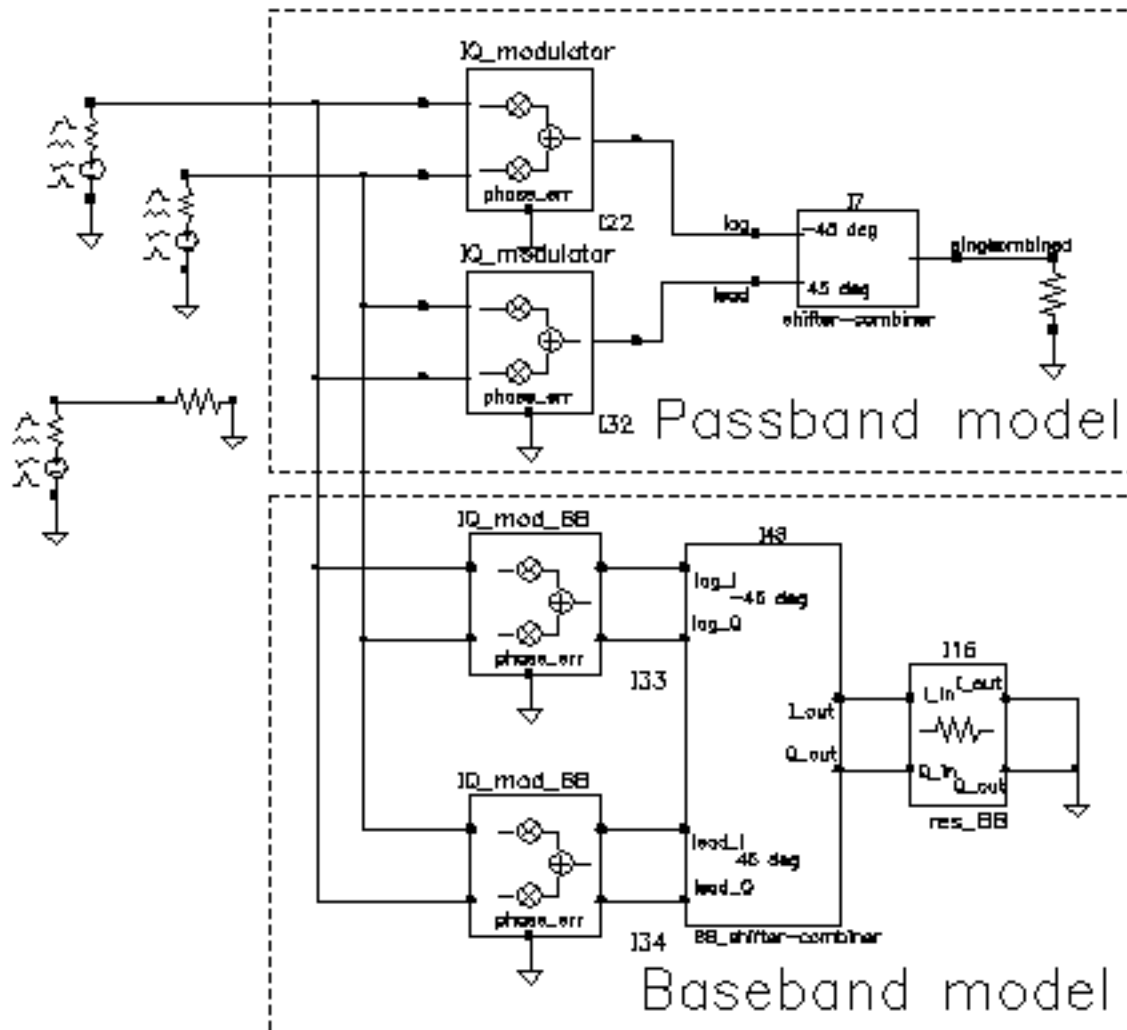 IQ_modulator
phase_err
I22
IQ_modulator
phase_err
I32
I7
lag
-45 deg
lead
45 deg
shifter-combiner
Passband model
IQ_mod_BB
phase_err
I33
lag_I
-45 deg
lag_Q
I_out
Q_out
I16
I_in
I_out
Q_in
Q_out
res_BB
IQ_mod_BB
phase_err
I34
lead_I
45 deg
lead_Q
BB_shifter-combiner
Baseband model